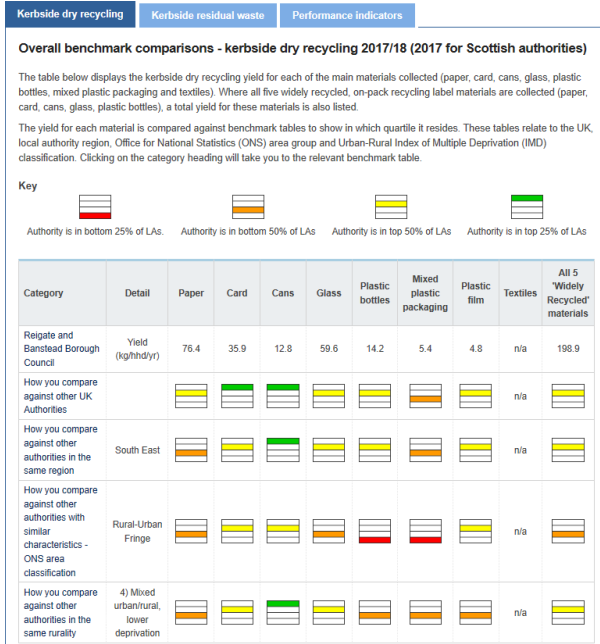 Kerbside dry recycling
Kerbside residual waste
Performance indicators
Overall benchmark comparisons - kerbside dry recycling 2017/18 (2017 for Scottish authorities)
The table below displays the kerbside dry recycling yield for each of the main materials collected (paper, card, cans, glass, plastic
bottles, mixed plastic packaging and textiles). Where all five widely recycled, on-pack recycling label materials are collected (paper,
card, cans, glass, plastic bottles), a total yield for these materials is also listed.
The yield for each material is compared against benchmark tables to show in which quartile it resides. These tables relate to the UK,
local authority region, Office for National Statistics (ONS) area group and Urban-Rural Index of Multiple Deprivation (IMD)
classification. Clicking on the category heading will take you to the relevant benchmark table.
Key
Authority is in bottom 25% of LAs.
Authority is in bottom 50% of LAs
Authority is in top 50% of LAs
Authority is in top 25% of LAs
Category
Detail
Paper
Card
Cans
Glass
Plastic
bottles
Mixed
plastic
packaging
Plastic
film
Textiles
All 5
'Widely
Recycled'
materials
Reigate and
Banstead Borough
Council
Yield
(kg/hhd/yr)
76.4
35.9
12.8
59.6
14.2
5.4
4.8
n/a
198.9
How you compare
against other UK
Authorities
n/a
How you compare
against other
authorities in the
same region
South East
n/a
How you compare
against other
authorities with
similar
characteristics -
ONS area
classification
Rural-Urban
Fringe
n/a
How you compare
against other
authorities in the
same rurality
4) Mixed
urban/rural,
lower
deprivation
n/a